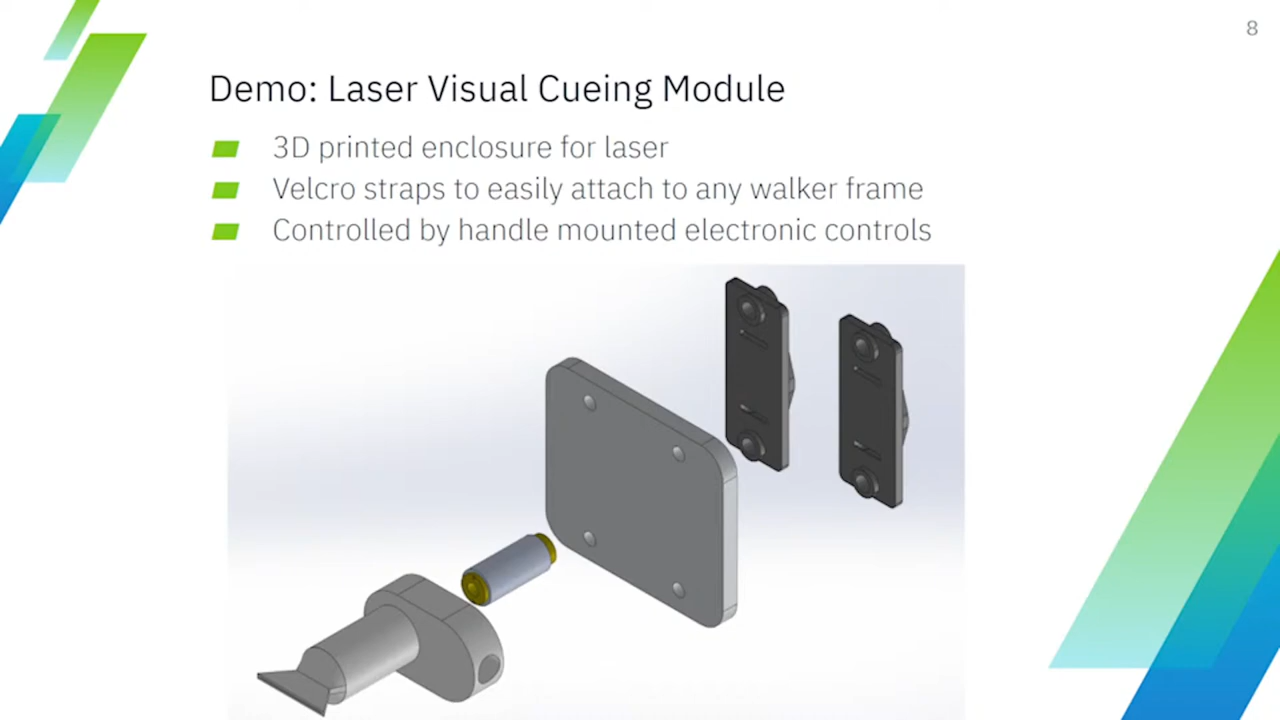 8
Demo: Laser Visual Cueing Module
3D printed enclosure for laser
Velcro straps to easily attach to any walker frame
Controlled by handle mounted electronic controls